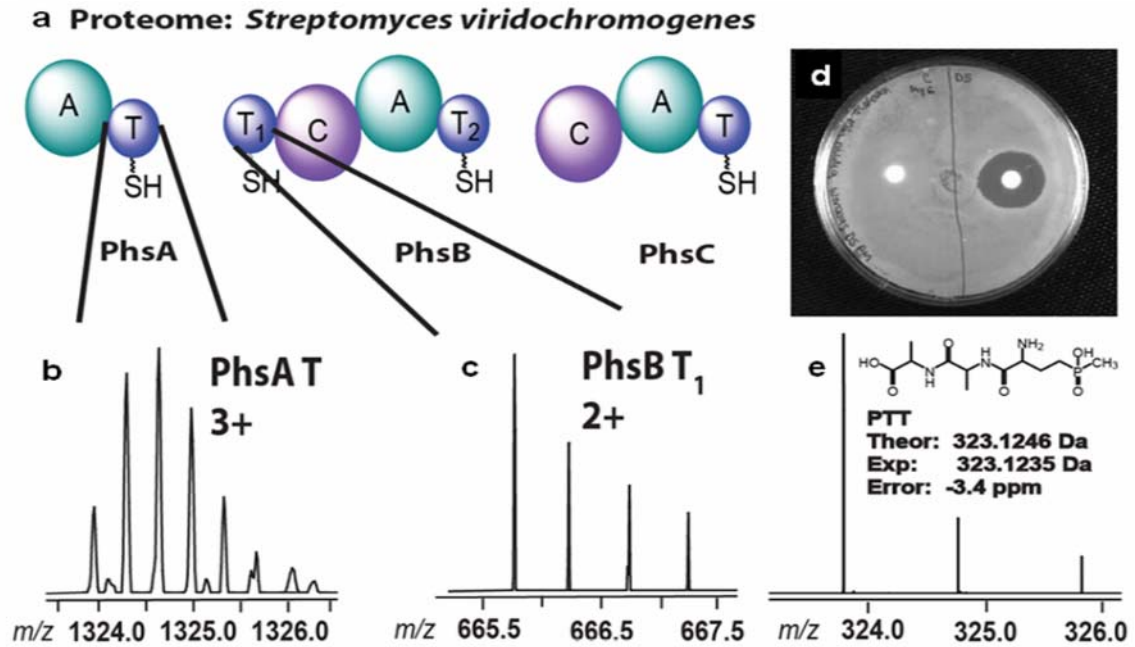 a Proteome: Streptomyces viridochromogenes
A T SH
T1 C A T2 SH SH
C A T SH
PhsA
PhsB
PhsC
d
DS
b
PhsA T
3+
m/z 1324.0 1325.0 1326.0
c
PhsB T1
2+
m/z 665.5 666.5 667.5
e
HO O N H O H N O NH2 OH P CH3 O
PTT
Theor: 323.1246 Da
Exp: 323.1235 Da
Error: -3.4 ppm
m/z 324.0 325.0 326.0